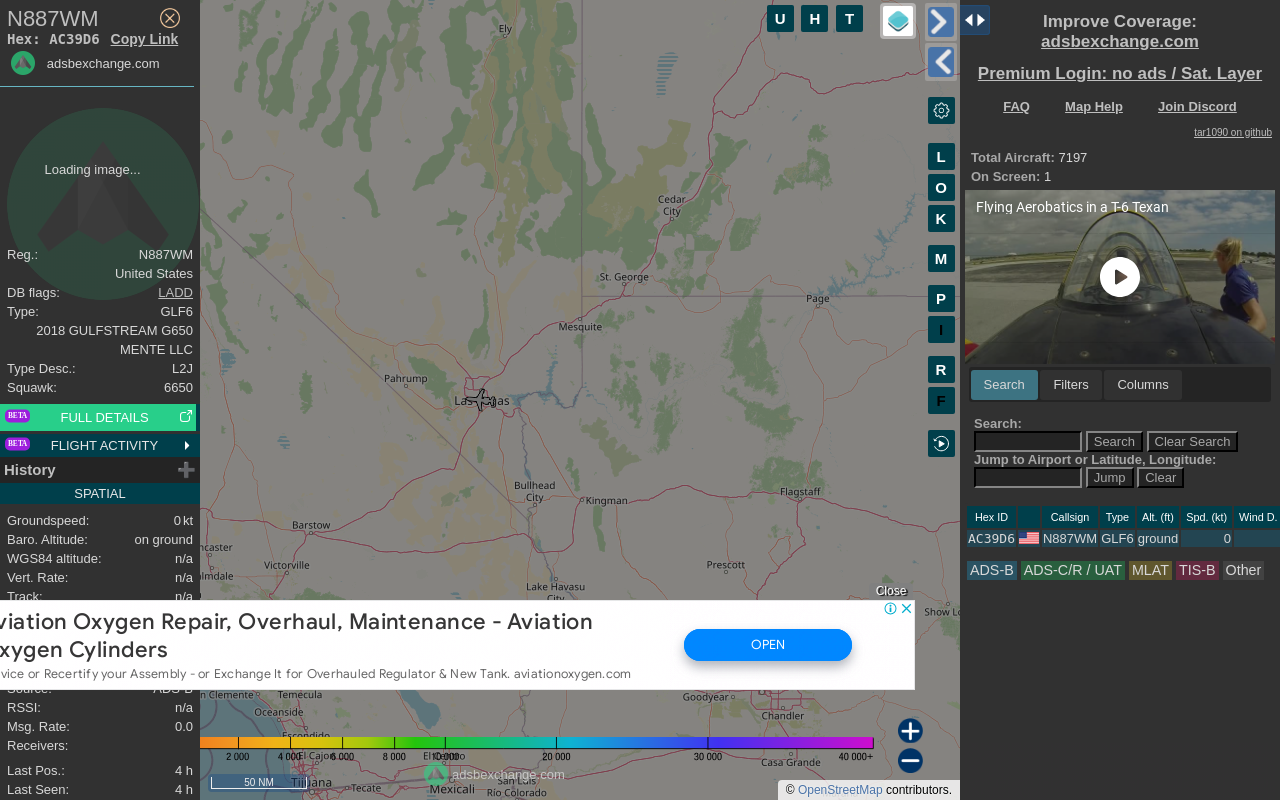 N887WM
Hex: AC39D6 Copy Link
adsbexchange.com
Loading image...
Reg.: N887WM
United States
DB flags: LADD
Type: GLF6
2018 GULFSTREAM G650
MENTE LLC
Type Desc.: L2J
Squawk: 6650
BETA FULL DETAILS
BETA FLIGHT ACTIVITY
History
SPATIAL
Groundspeed: 0 kt
Baro. Altitude: on ground
WGS84 altitude: n/a
Vert. Rate: n/a
Track: n/a
Source: ADS-B
RSSI: n/a
Msg. Rate: 0.0
Receivers:
Last Pos.: 4 h
Last Seen: 4 h
U H T
L
O
K
M
P
I
R
F
Ely
Cedar
City
St. George
Page
Mesquite
Pahrump
Las Vegas
Bullhead
City
Kingman
Flagstaff
Barstow
ncaster
Victorville
almdale
Prescott
Lake Havasu
City
Show Lo
Close
viation Oxygen Repair, Overhaul, Maintenance - Aviation
xygen Cylinders
vice or Recertify your Assembly - or Exchange It for Overhauled Regulator & New Tank. aviationoxygen.com
OPEN
n Clemente
Temecula
Goodyear
Oceanside
Chandler
Escondido
El Cajon
El Centro
Casa Grande
2 000 4 000 6 000 8 000 20 000 30 000 40 000+
adsbexchange.com
50 NM
Tijuana
Tecate
Mexicali
San Luis
Río Colorado
© OpenStreetMap contributors.
Improve Coverage:
adsbexchange.com
Premium Login: no ads / Sat. Layer
FAQ Map Help Join Discord
tar1090 on github
Total Aircraft: 7197
On Screen: 1
Flying Aerobatics in a T-6 Texan
Search Filters Columns
Search:
Search Clear Search
Jump to Airport or Latitude, Longitude:
Jump Clear
Hex ID Callsign Type Alt. (ft) Spd. (kt) Wind D.
AC39D6 N887WM GLF6 ground 0
ADS-B ADS-C/R / UAT MLAT TIS-B Other